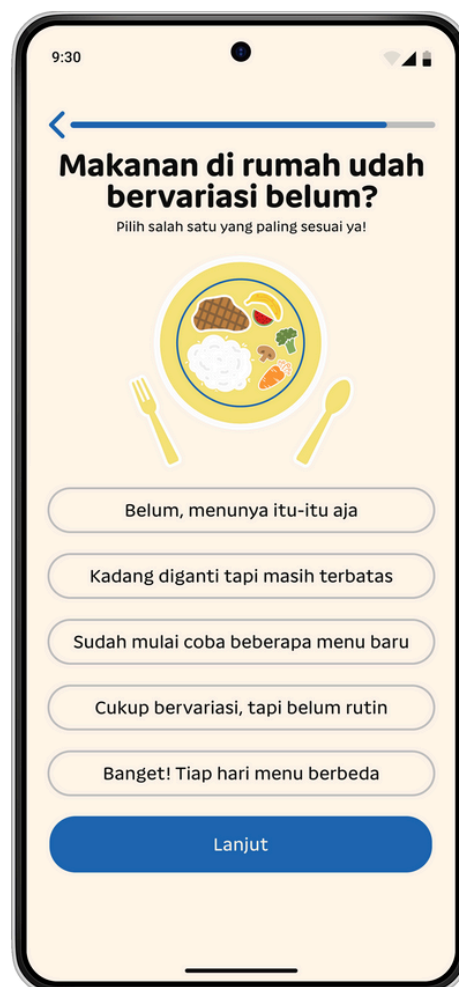 9:30
Makanan di rumah udah
bervariasi belum?
Pilih salah satu yang paling sesuai ya!
Belum, menunya itu-itu aja
Kadang diganti tapi masih terbatas
Sudah mulai coba beberapa menu baru
Cukup bervariasi, tapi belum rutin
Banget! Tiap hari menu berbeda
Lanjut